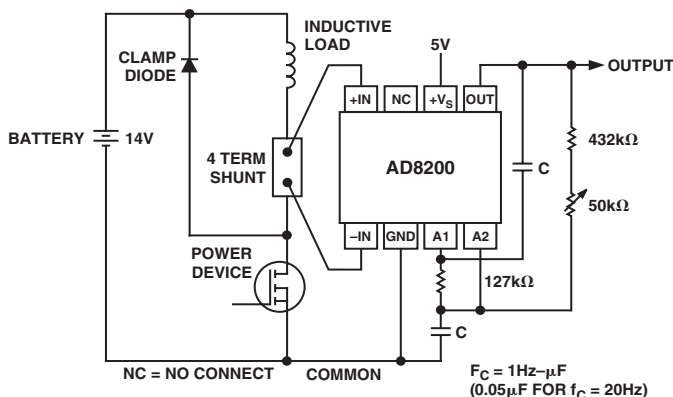 INDUCTIVE
LOAD
CLAMP
DIODE
5V
OUTPUT
+IN
NC
+VS
OUT
BATTERY
14V
4 TERM
SHUNT
AD8200
C
432kΩ
50kΩ
–IN
GND
A1
A2
POWER
DEVICE
127kΩ
C
NC = NO CONNECT
COMMON
FC = 1Hz–μF
(0.05μF FOR fC = 20Hz)